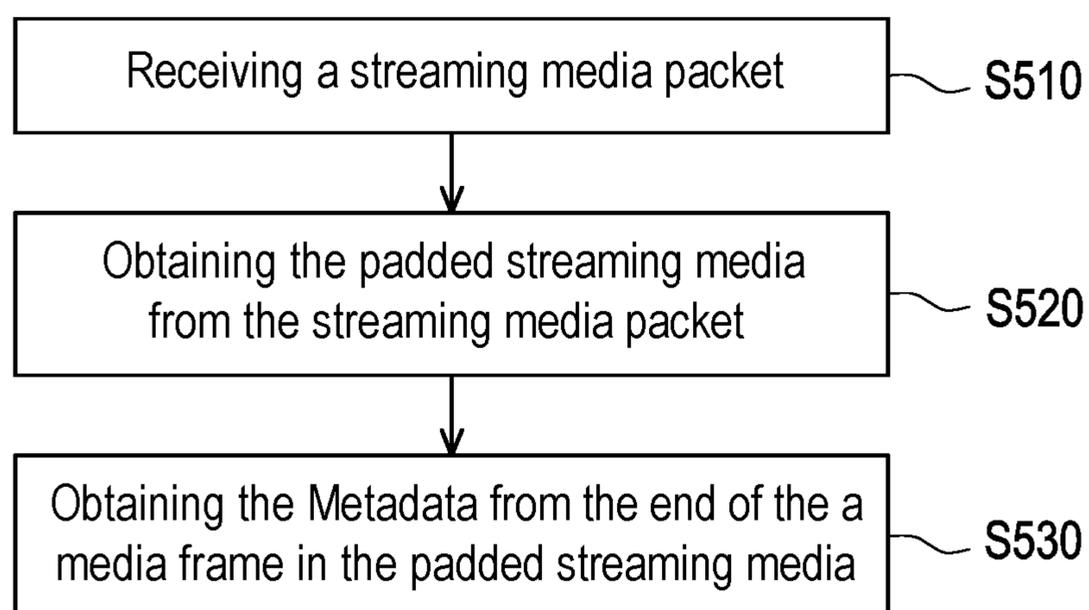 Receiving a streaming media packet
S510
Obtaining the padded streaming media
from the streaming media packet
S520
Obtaining the Metadata from the end of the a
media frame in the padded streaming media
S530